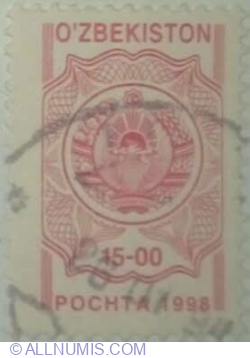 O'ZBEKISTON
15-00
POCHTA 1998
© ALLNUMIS.COM